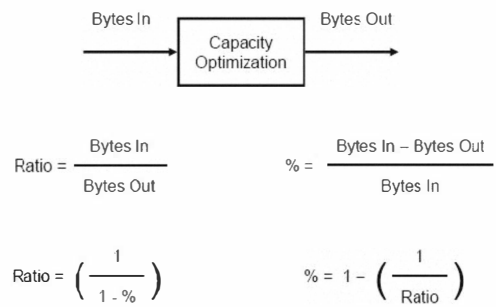 Bytes In
Bytes Out
Capacity
Optimization
Ratio = Bytes In / Bytes Out
% = Bytes In – Bytes Out / Bytes In
Ratio = ( 1 / 1 - % )
% = 1 – ( 1 / Ratio )